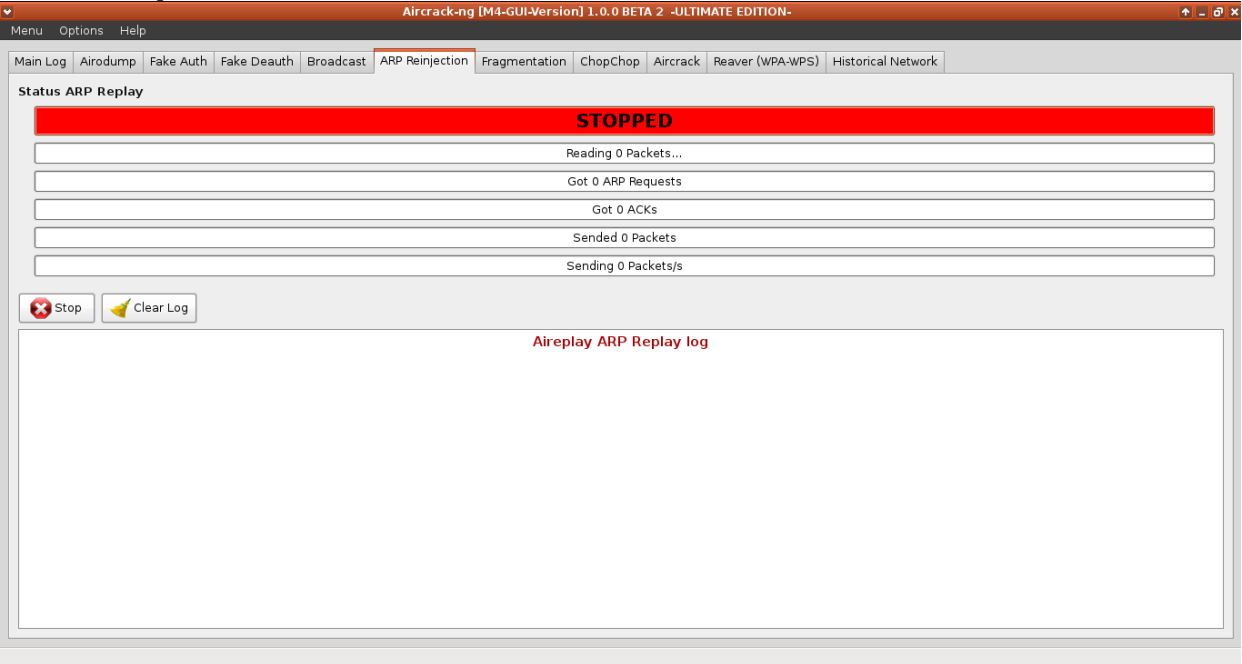 Aircrack-ng [M4-GUI-Version] 1.0.0 BETA 2 -ULTIMATE EDITION-
Menu Options Help
Main Log Airodump Fake Auth Fake Deauth Broadcast ARP Reinjection Fragmentation ChopChop Aircrack Reaver (WPA-WPS) Historical Network
Status ARP Replay
STOPPED
Reading 0 Packets...
Got 0 ARP Requests
Got 0 ACKs
Sended 0 Packets
Sending 0 Packets/s
Stop Clear Log
Aireplay ARP Replay log